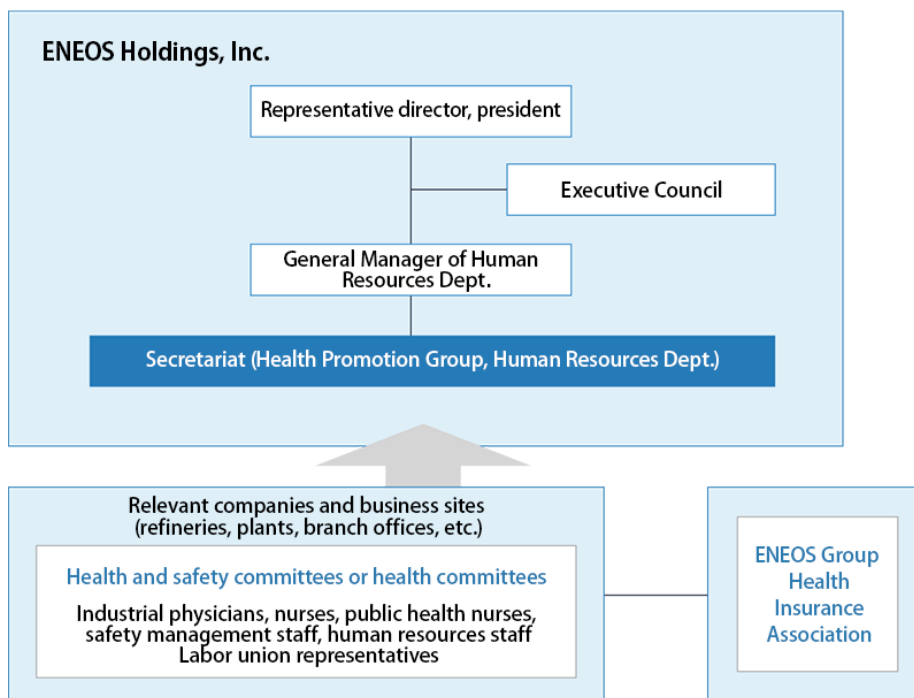 ENEOS Holdings, Inc.
Representative director, president
Executive Council
General Manager of Human
Resources Dept.
Secretariat (Health Promotion Group, Human Resources Dept.)
Relevant companies and business sites
(refineries, plants, branch offices, etc.)
Health and safety committees or health committees
Industrial physicians, nurses, public health nurses,
safety management staff, human resources staff
Labor union representatives
ENEOS Group
Health
Insurance
Association